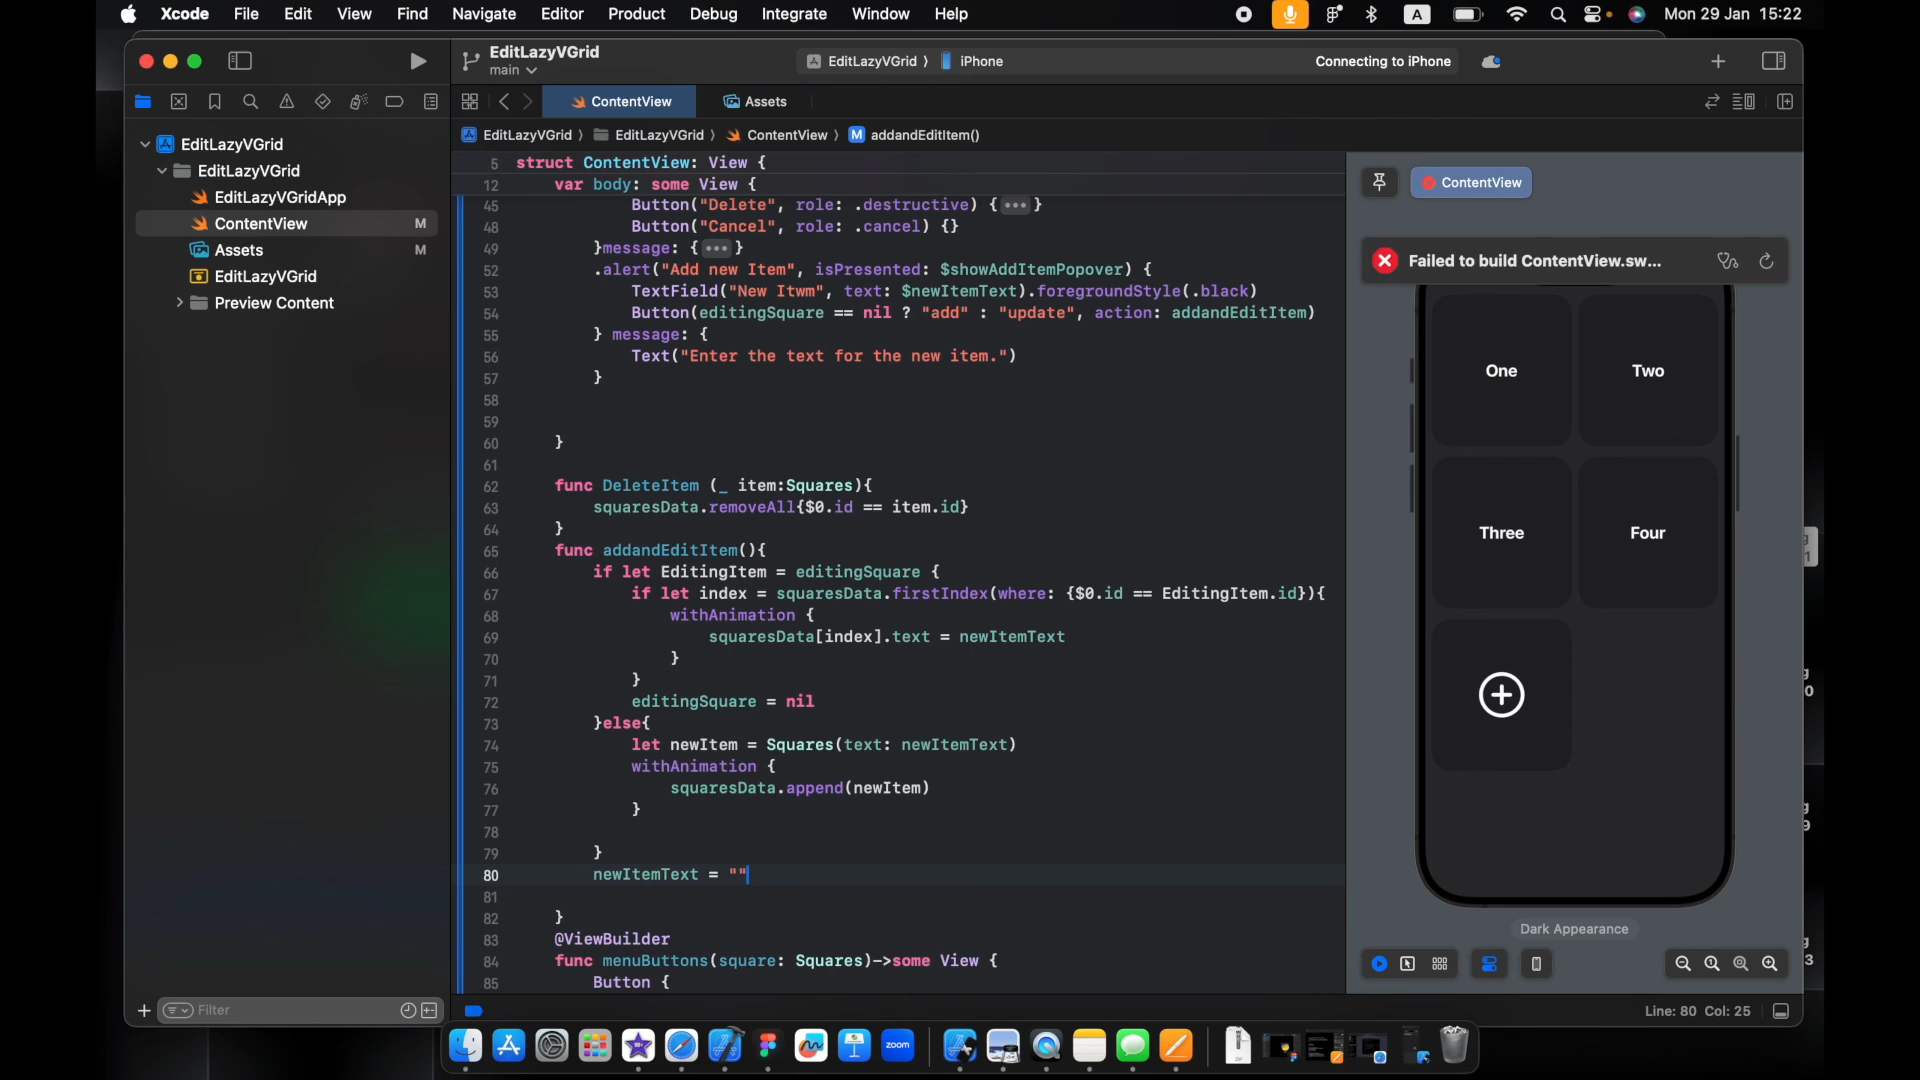 Xcode File Edit View Find Navigate Editor Product Debug Integrate Window Help A Mon 29 Jan 15:22
EditLazyVGrid
main
EditLazyVGrid iPhone Connecting to iPhone
ContentView Assets
EditLazyVGrid EditLazyVGrid ContentView M addandEditItem()
EditLazyVGrid
EditLazyVGrid
EditLazyVGridApp
ContentView M
Assets M
EditLazyVGrid
Preview Content
Filter
5 struct ContentView: View {
12 var body: some View {
45 Button("Delete", role: .destructive) {•••}
48 Button("Cancel", role: .cancel) {}
49 }message: {•••}
52 .alert("Add new Item", isPresented: $showAddItemPopover) {
53 TextField("New Itwm", text: $newItemText).foregroundStyle(.black)
54 Button(editingSquare == nil ? "add" : "update", action: addandEditItem)
55 } message: {
56 Text("Enter the text for the new item.")
57 }
58
59
60 }
61
62 func DeleteItem (_ item:Squares){
63 squaresData.removeAll{$0.id == item.id}
64 }
65 func addandEditItem(){
66 if let EditingItem = editingSquare {
67 if let index = squaresData.firstIndex(where: {$0.id == EditingItem.id}){
68 withAnimation {
69 squaresData[index].text = newItemText
70 }
71 }
72 editingSquare = nil
73 }else{
74 let newItem = Squares(text: newItemText)
75 withAnimation {
76 squaresData.append(newItem)
77 }
78
79 }
80 newItemText = ""
81
82 }
83 @ViewBuilder
84 func menuButtons(square: Squares)->some View {
85 Button {
ContentView
Failed to build ContentView.sw...
One Two
Three Four
Dark Appearance
Line: 80 Col: 25
zoom